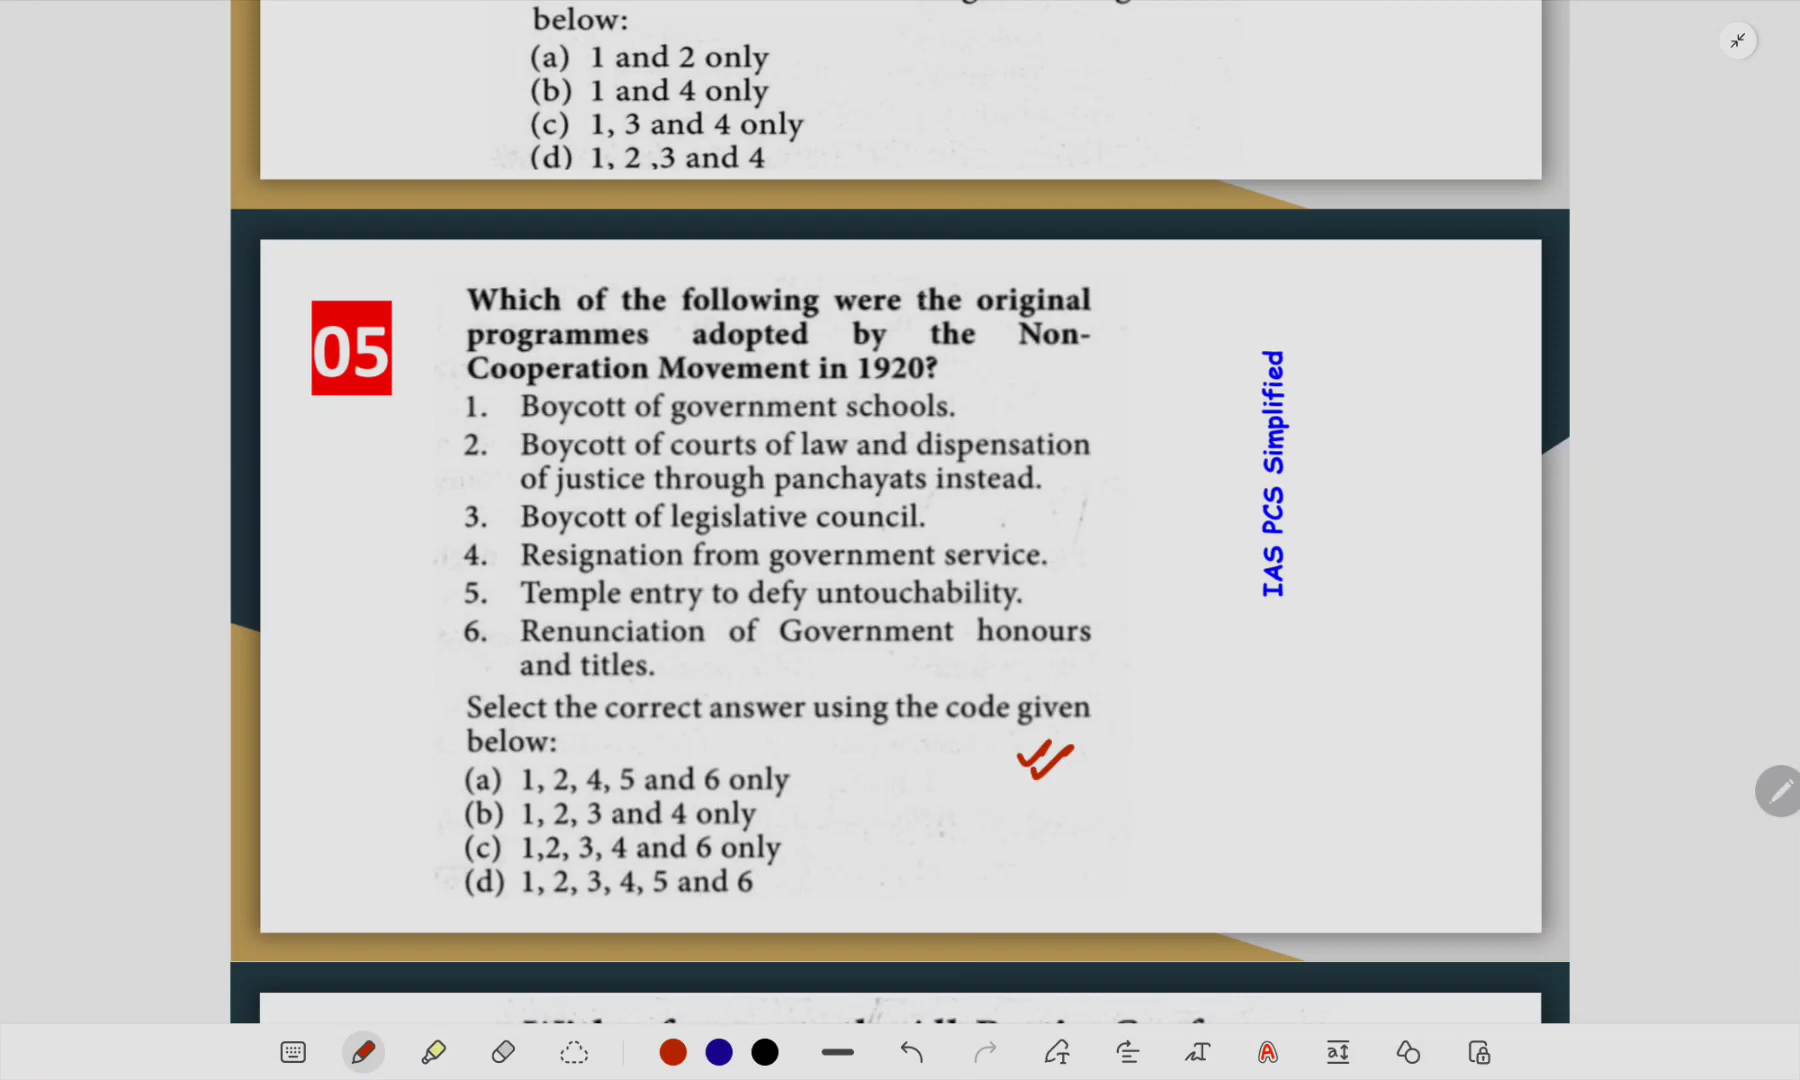 below:
(a) 1 and 2 only
(b) 1 and 4 only
(c) 1, 3 and 4 only
(d) 1, 2 ,3 and 4
05
Which of the following were the original
programmes adopted by the Non-
Cooperation Movement in 1920?
1. Boycott of government schools.
2. Boycott of courts of law and dispensation
of justice through panchayats instead.
3. Boycott of legislative council.
4. Resignation from government service.
5. Temple entry to defy untouchability.
6. Renunciation of Government honours
and titles.
Select the correct answer using the code given
below:
(a) 1, 2, 4, 5 and 6 only
(b) 1, 2, 3 and 4 only
(c) 1,2, 3, 4 and 6 only
(d) 1, 2, 3, 4, 5 and 6
IAS PCS Simplified